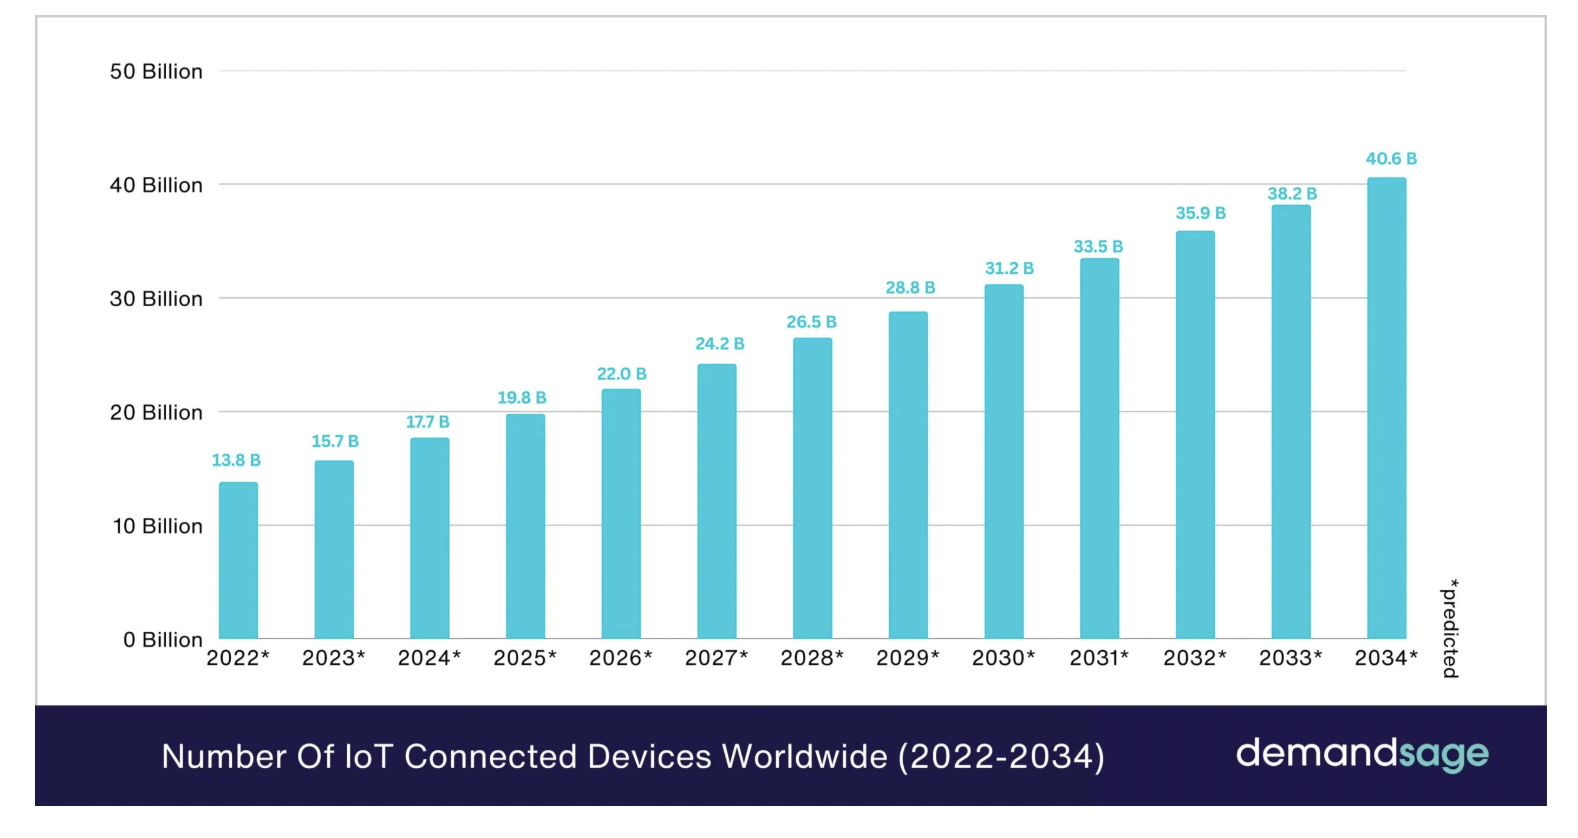 50 Billion
40 Billion
30 Billion
20 Billion
10 Billion
0 Billion
13.8 B
15.7 B
17.7 B
19.8 B
22.0 B
24.2 B
26.5 B
28.8 B
31.2 B
33.5 B
35.9 B
38.2 B
40.6 B
2022* 2023* 2024* 2025* 2026* 2027* 2028* 2029* 2030* 2031* 2032* 2033* 2034*
*predicted
Number Of IoT Connected Devices Worldwide (2022-2034)
demandsage